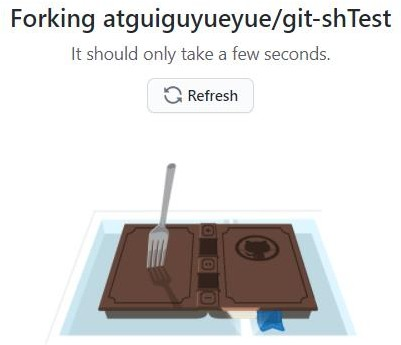 Forking atguiguyueyue/git-shTest
It should only take a few seconds.
Refresh